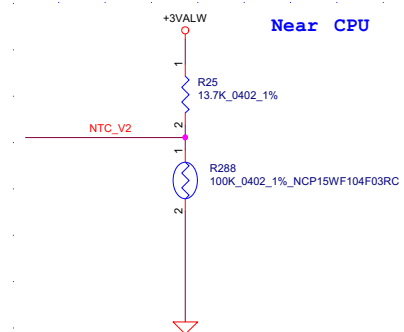 +3VALW
Near CPU
1
R25
13.7K_0402_1%
2
NTC_V2
1
R288
100K_0402_1%_NCP15WF104F03RC
2